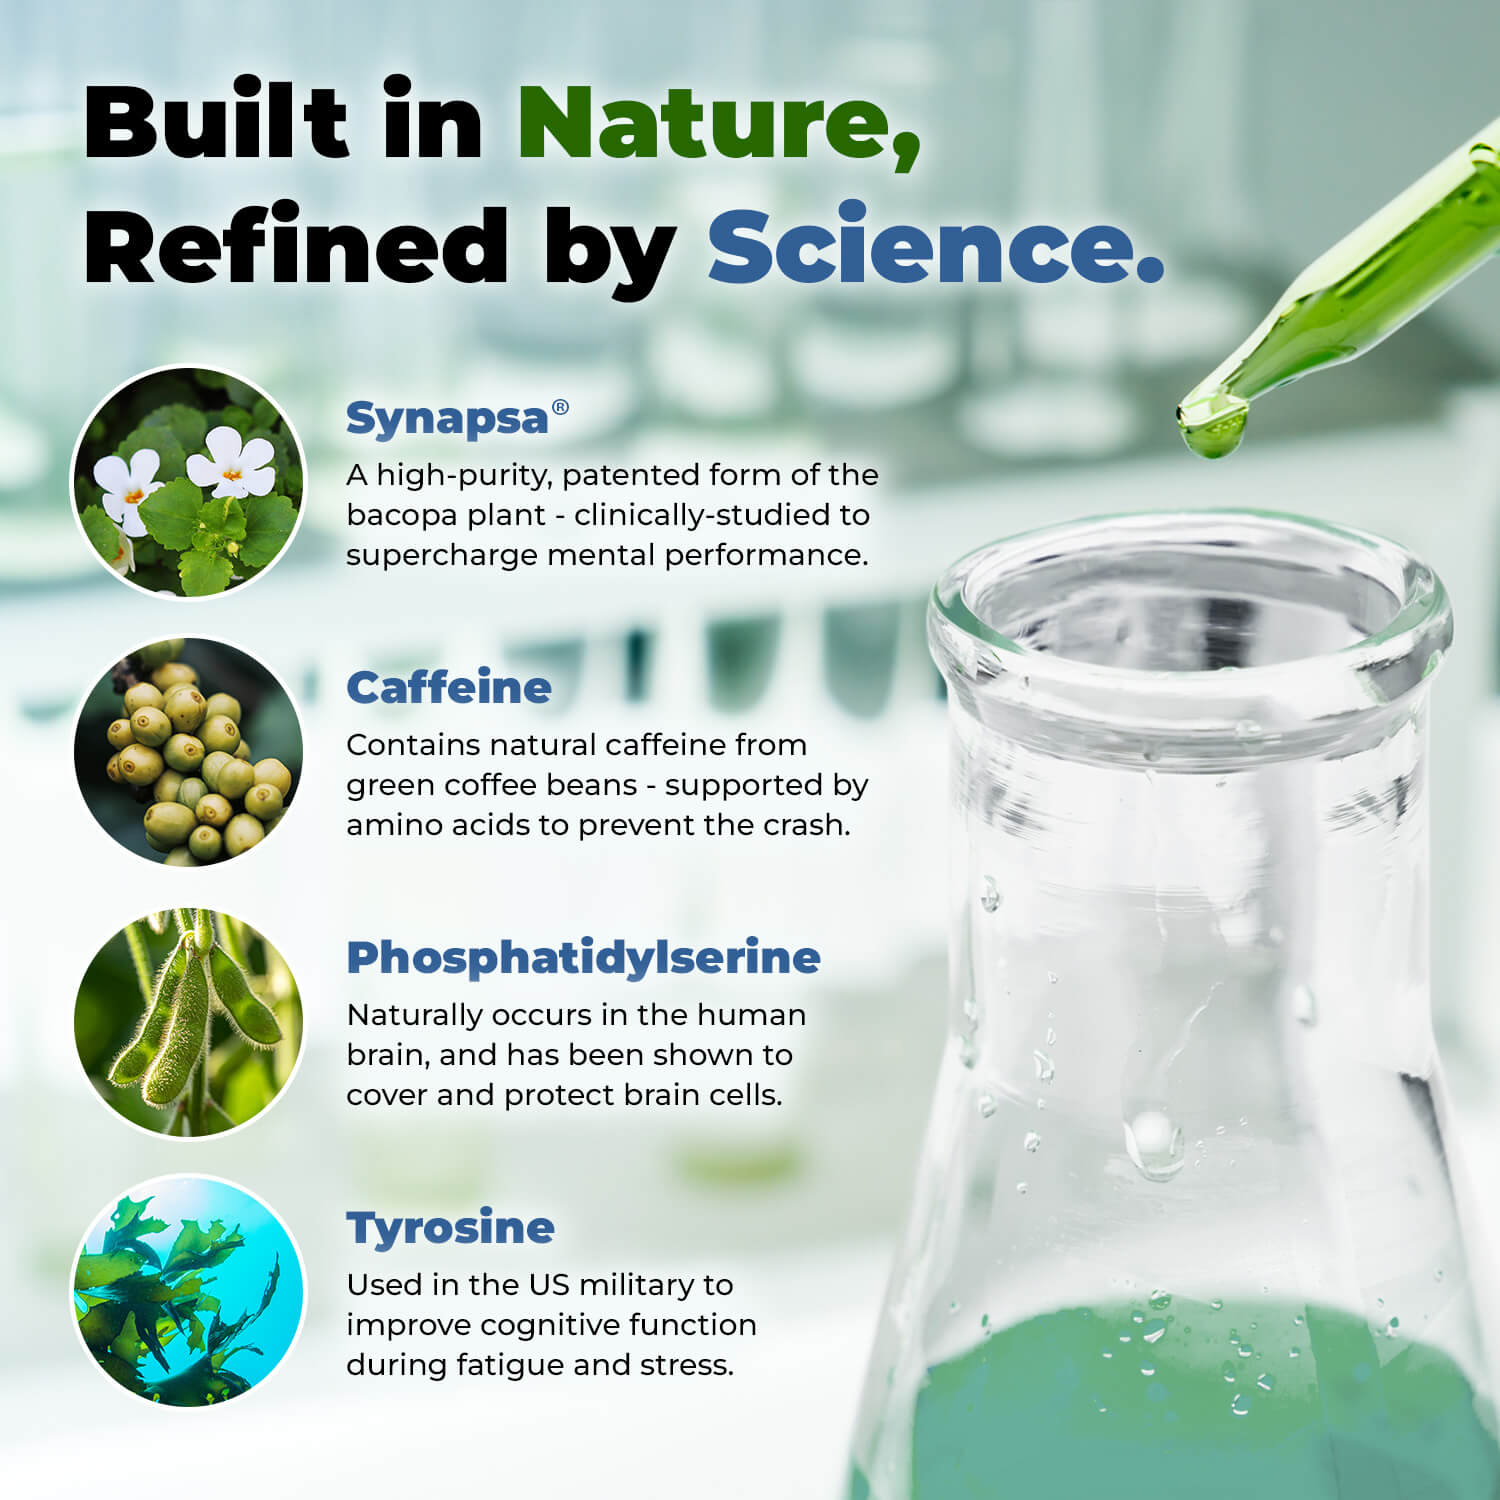 Built in Nature,
Refined by Science.
Synapsa®
A high-purity, patented form of the
bacopa plant - clinically-studied to
supercharge mental performance.
Caffeine
Contains natural caffeine from
green coffee beans - supported by
amino acids to prevent the crash.
Phosphatidylserine
Naturally occurs in the human
brain, and has been shown to
cover and protect brain cells.
Tyrosine
Used in the US military to
improve cognitive function
during fatigue and stress.